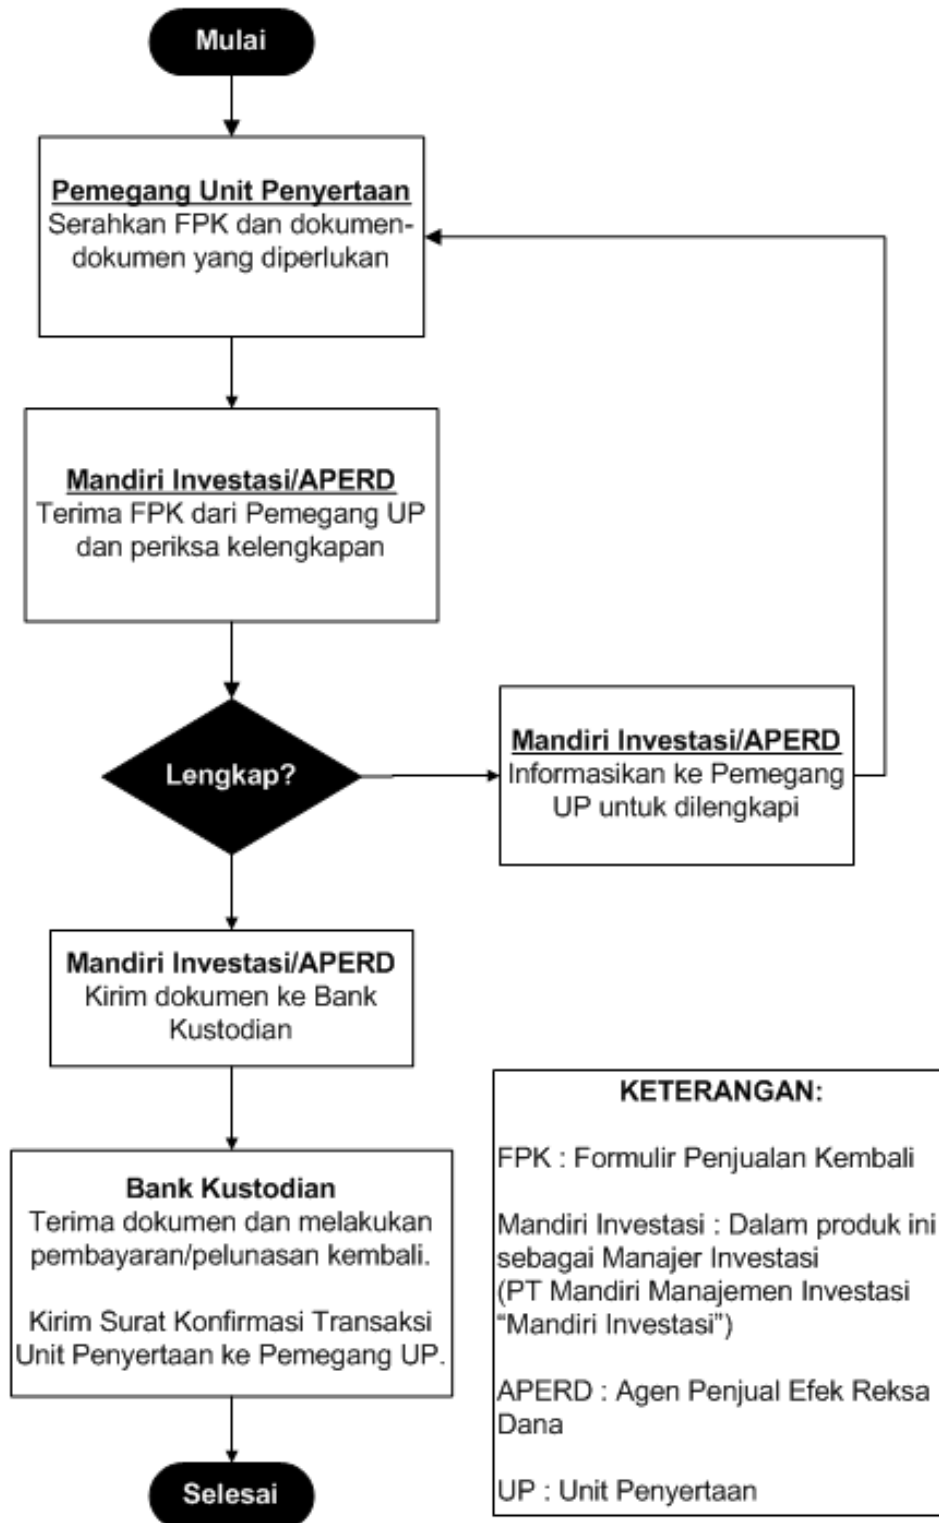 Mulai
Pemegang Unit Penyertaan
Serahkan FPK dan dokumen-
dokumen yang diperlukan
Mandiri Investasi/APERD
Terima FPK dari Pemegang UP
dan periksa kelengkapan
Lengkap?
Mandiri Investasi/APERD
Informasikan ke Pemegang
UP untuk dilengkapi
Mandiri Investasi/APERD
Kirim dokumen ke Bank
Kustodian
Bank Kustodian
Terima dokumen dan melakukan
pembayaran/pelunasan kembali.
Kirim Surat Konfirmasi Transaksi
Unit Penyertaan ke Pemegang UP.
Selesai
KETERANGAN:
FPK : Formulir Penjualan Kembali
Mandiri Investasi : Dalam produk ini
sebagai Manajer Investasi
(PT Mandiri Manajemen Investasi
“Mandiri Investasi”)
APERD : Agen Penjual Efek Reksa
Dana
UP : Unit Penyertaan